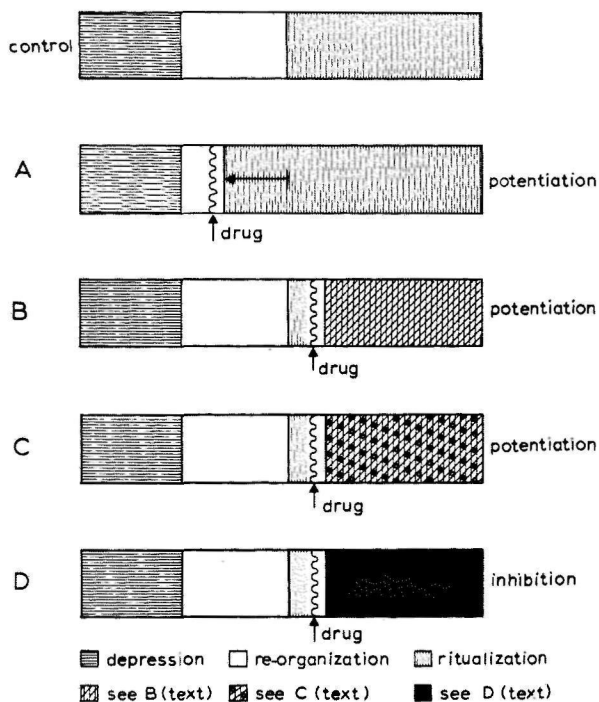 control
A
potentiation
drug
B
potentiation
drug
C
potentiation
drug
D
inhibition
drug
depression re-organization ritualization
see B (text) see C (text) see D (text)